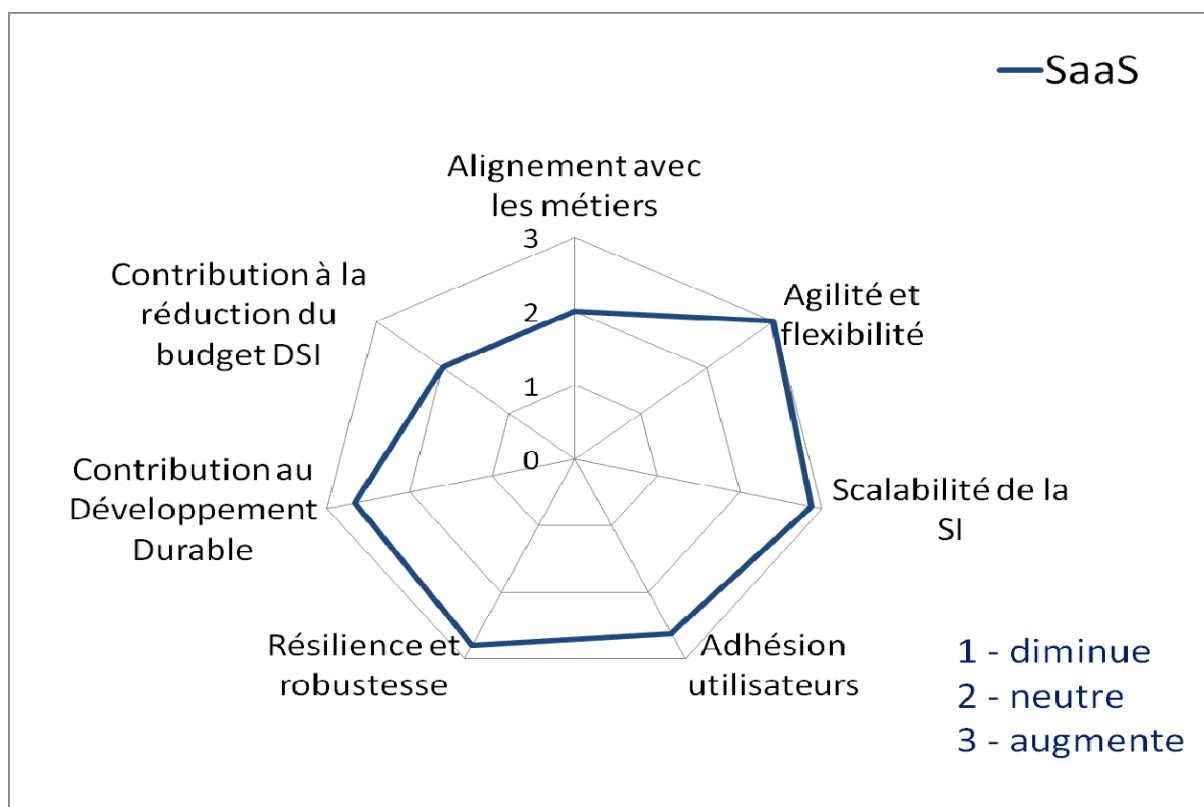 SaaS
Alignement avec
les métiers
3
2
1
0
Agilité et
flexibilité
Scalabilité de la
SI
Adhésion
utilisateurs
Résilience et
robustesse
Contribution au
Développement
Durable
Contribution à la
réduction du
budget DSI
1 - diminue
2 - neutre
3 - augmente